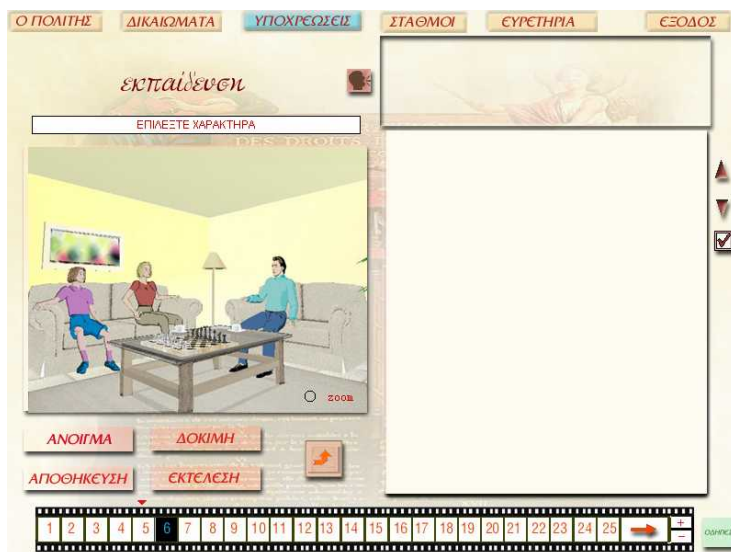 Ο ΠΟΛΙΤΗΣ ΔΙΚΑΙΩΜΑΤΑ ΥΠΟΧΡΕΩΣΕΙΣ ΣΤΑΘΜΟΙ ΕΥΡΕΤΗΡΙΑ ΕΞΟΔΟΣ
εκπαίδευση
ΕΠΙΛΕΞΤΕ ΧΑΡΑΚΤΗΡΑ
DES DROITS
zoom
ΑΝΟΙΓΜΑ ΔΟΚΙΜΗ
ΑΠΟΘΗΚΕΥΣΗ ΕΚΤΕΛΕΣΗ
1 2 3 4 5 6 7 8 9 10 11 12 13 14 15 16 17 18 19 20 21 22 23 24 25 + -